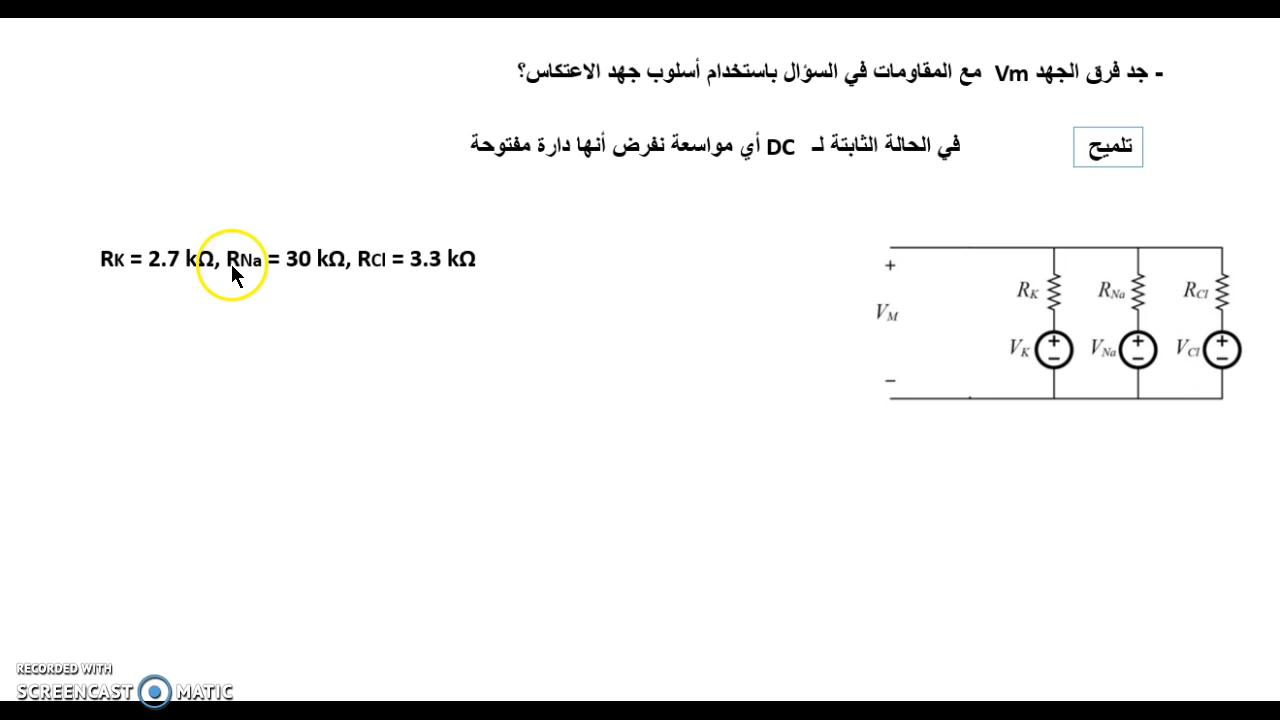 - جد فرق الجهد Vm مع المقاومات في السؤال باستخدام أسلوب جهد الاعتكاس؟
تلميح
في الحالة الثابتة لـ DC أي مواسعة نفرض أنها دارة مفتوحة
RK = 2.7 kΩ, RNa = 30 kΩ, RCl = 3.3 kΩ
+
VM
−
RK
RNa
RCl
VK
+
−
VNa
+
−
VCl
+
−
RECORDED WITH
SCREENCAST MATIC